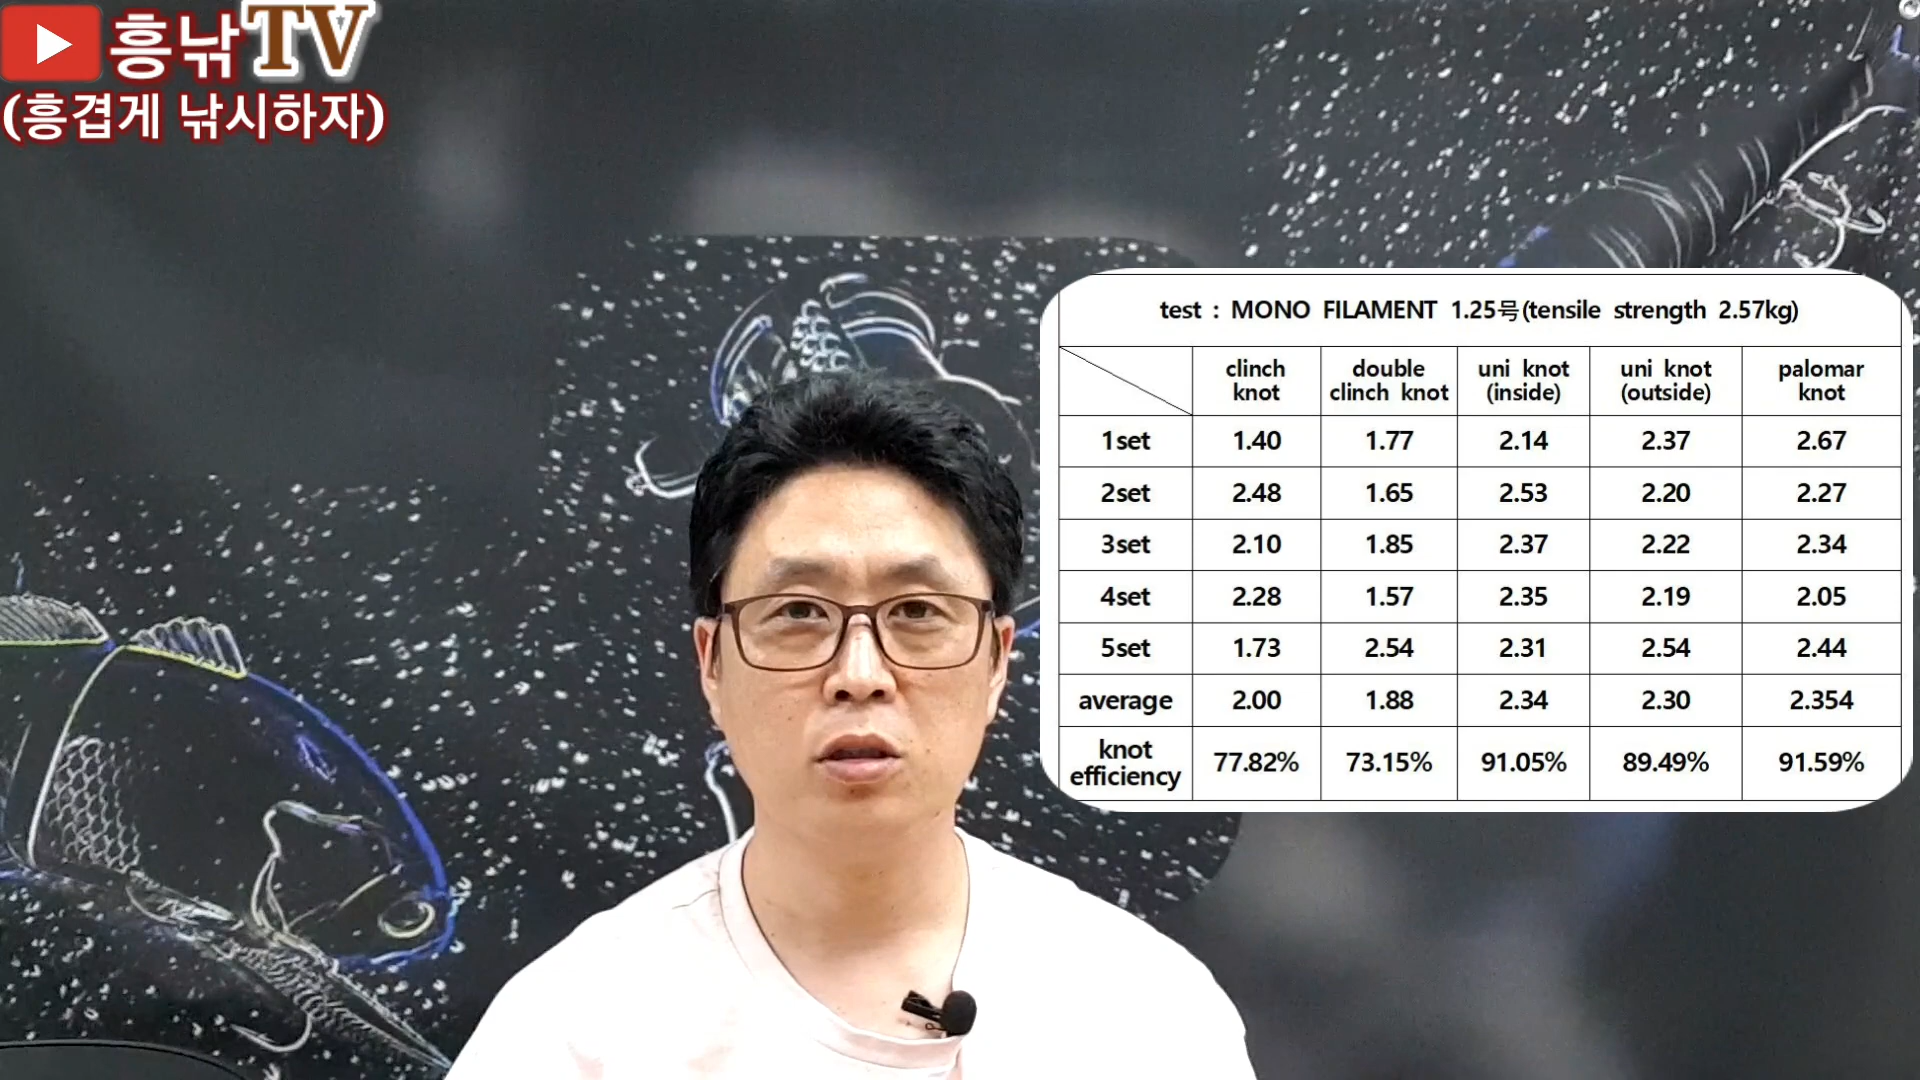 흥낚TV
(흥겹게 낚시하자)
test : MONO FILAMENT 1.25号(tensile strength 2.57kg)
clinch knot double clinch knot uni knot (inside) uni knot (outside) palomar knot
1set 1.40 1.77 2.14 2.37 2.67
2set 2.48 1.65 2.53 2.20 2.27
3set 2.10 1.85 2.37 2.22 2.34
4set 2.28 1.57 2.35 2.19 2.05
5set 1.73 2.54 2.31 2.54 2.44
average 2.00 1.88 2.34 2.30 2.354
knot efficiency 77.82% 73.15% 91.05% 89.49% 91.59%